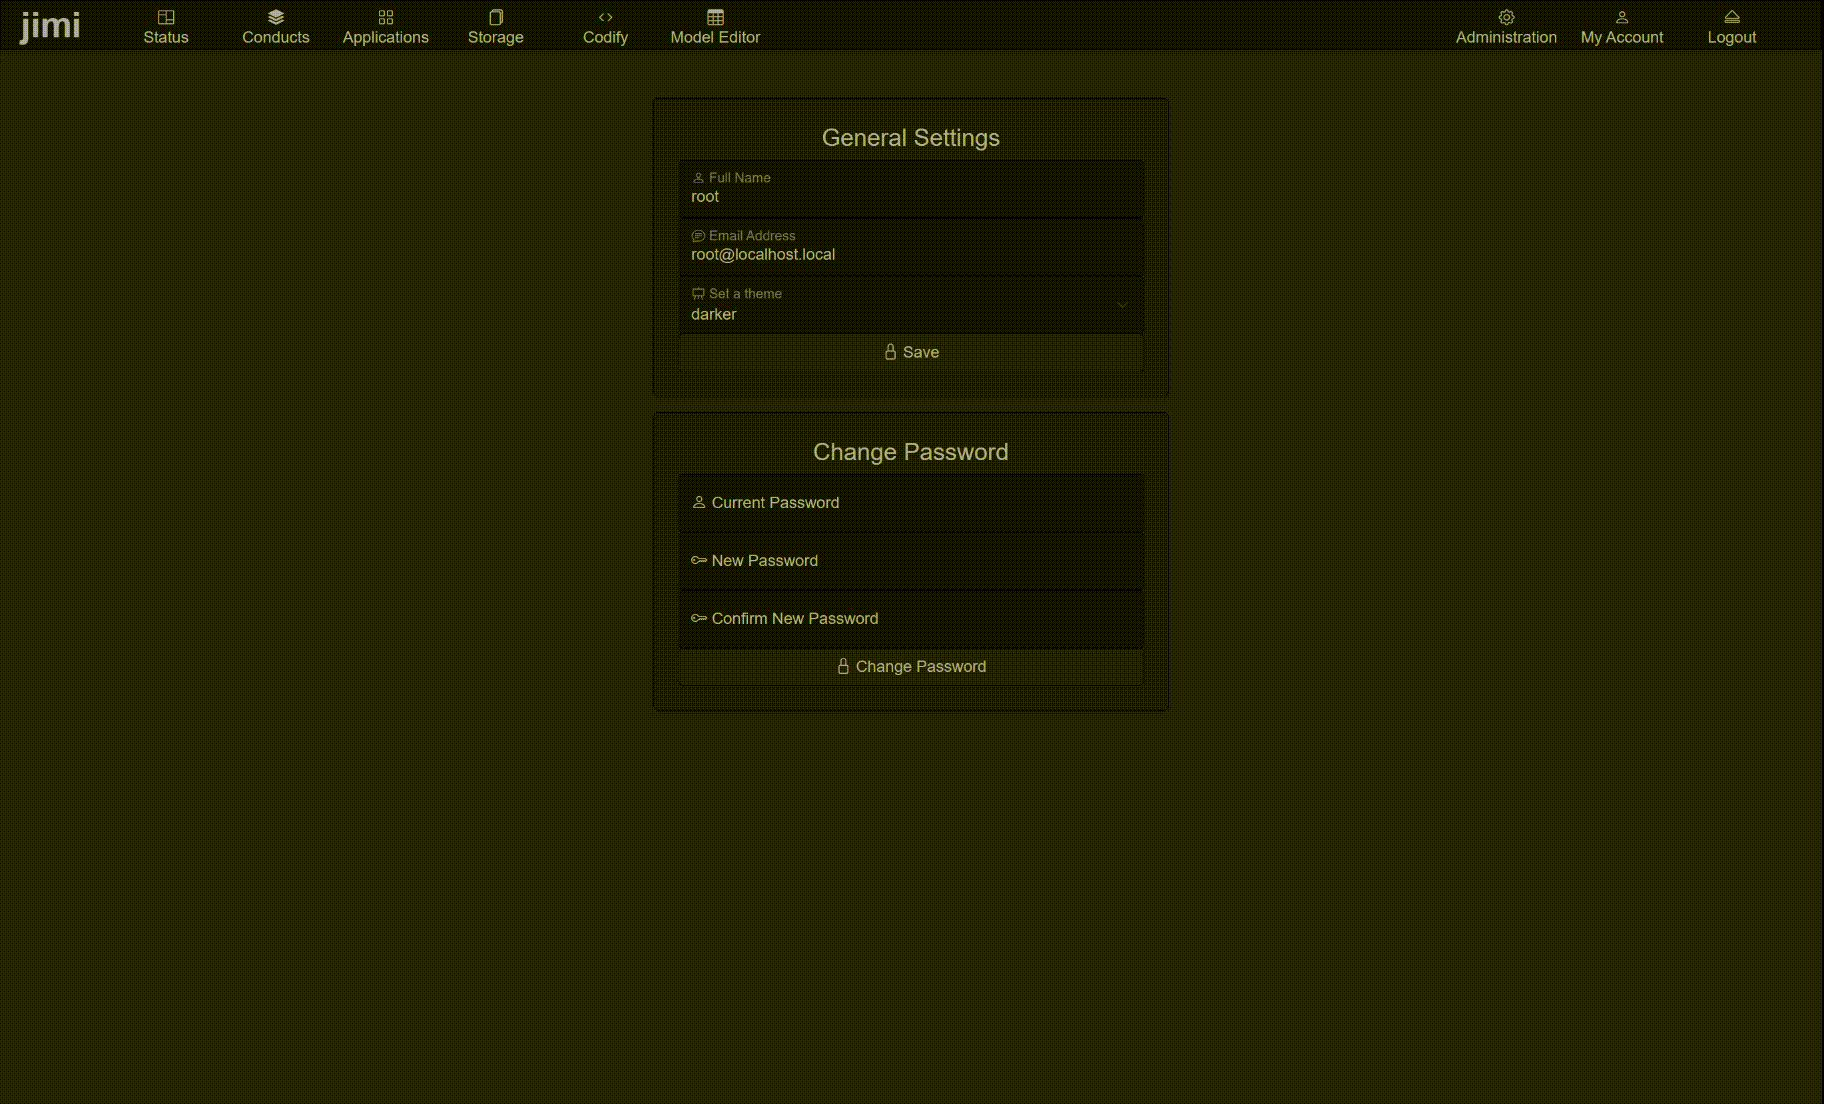 jimi
Status
Conducts
Applications
Storage
Codify
Model Editor
Administration
My Account
Logout
General Settings
Full Name
root
Email Address
root@localhost.local
Set a theme
darker
Save
Change Password
Current Password
New Password
Confirm New Password
Change Password